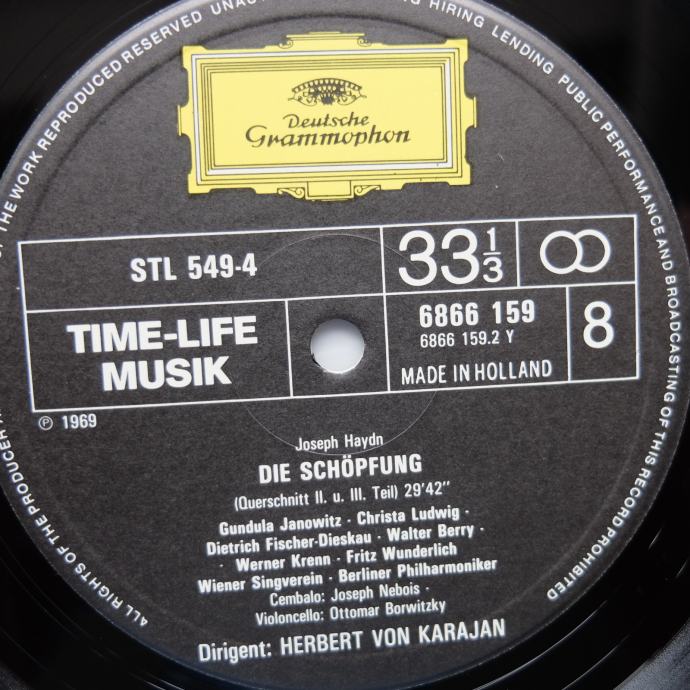 ALL RIGHTS OF THE PRODUCER
OF THE WORK REPRODUCED RESERVED
HIRING LENDING PUBLIC PERFORMANCE AND BROADCASTING OF THIS RECORD PROHIBITED
Deutsche
Grammophon
STL 549-4
33 1/3
TIME-LIFE
MUSIK
6866 159
6866 159.2 Y
MADE IN HOLLAND
8
Ⓟ 1969
Joseph Haydn
DIE SCHÖPFUNG
(Querschnitt II. u. III. Teil) 29'42"
Gundula Janowitz · Christa Ludwig ·
Dietrich Fischer-Dieskau · Walter Berry ·
· Werner Krenn · Fritz Wunderlich
Wiener Singverein · Berliner Philharmoniker
Cembalo: Joseph Nebois ·
Violoncello: Ottomar Borwitzky
Dirigent: HERBERT VON KARAJAN